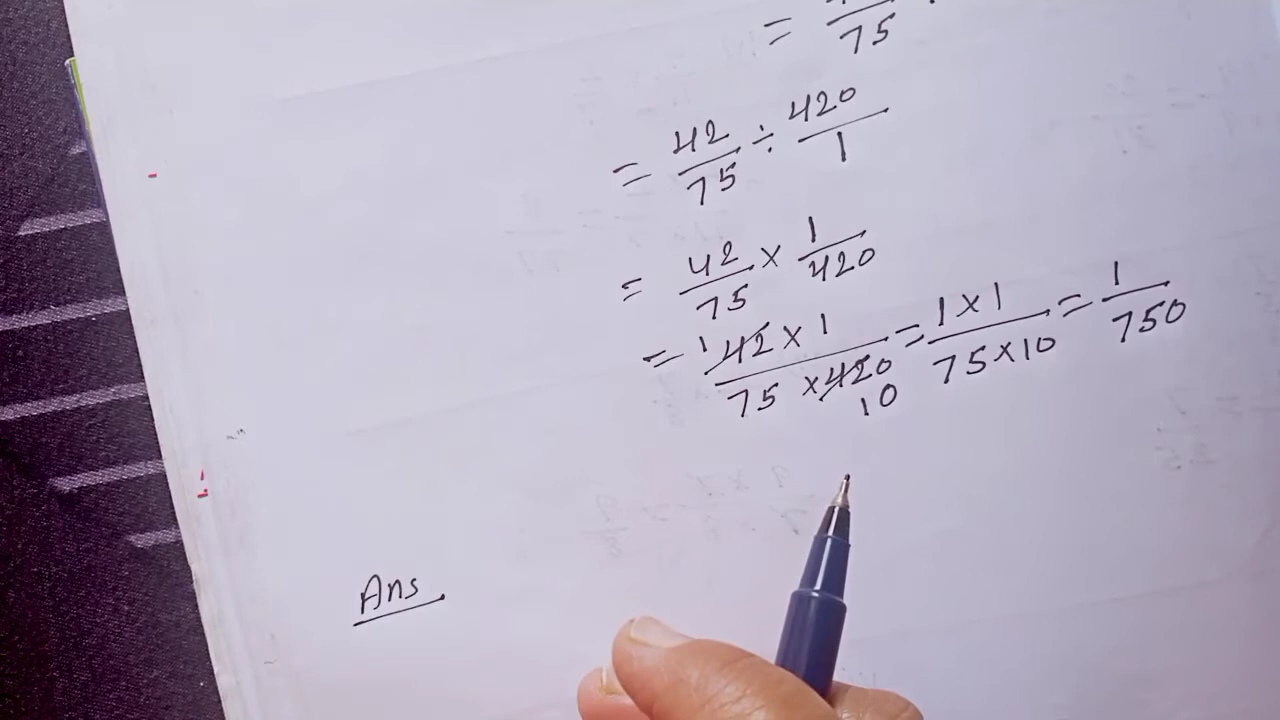 = /75
= 42/75 ÷ 420/1
= 42/75 × 1/420
= 1 42 × 1 / 75 × 420 10 = 1 × 1 / 75 × 10 = 1/750
Ans